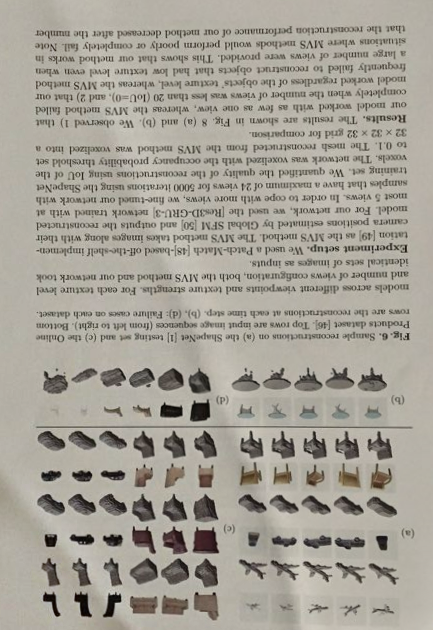 (a)
(c)
(b)
(d)
Fig. 6. Sample reconstructions on (a) the ShapeNet [1] testing set and (c) the Online
Products dataset [46]. Top rows are input image sequences (from left to right). Bottom
rows are the reconstructions at each time step. (b), (d): Failure cases on each dataset.
models across different viewpoints and texture strengths. For each texture level
and number of views configuration, both the MVS method and our network took
identical sets of images as inputs.
Experiment setup. We used a Patch-Match [48]-based off-the-shelf implemen-
tation [49] as the MVS method. The MVS method takes images along with their
camera positions estimated by Global SFM [50] and outputs the reconstructed
model. For our network, we used the [Res3D-GRU-3] network trained with at
most 5 views. In order to cope with more views, we fine-tuned our network with
samples that have a maximum of 24 views for 5000 iterations using the ShapeNet
training set. We quantified the quality of the reconstructions using IoU of the
voxels. The network was voxelized with the occupancy probability threshold set
to 0.1. The mesh reconstructed from the MVS method was voxelized into a
32 × 32 × 32 grid for comparison.
Results. The results are shown in Fig. 8 (a) and (b). We observed 1) that
our model worked with as few as one view, whereas the MVS method failed
completely when the number of views was less than 20 (IoU=0), and 2) that our
model worked regardless of the objects' texture level, whereas the MVS method
frequently failed to reconstruct objects that had low texture level even when
a large number of views were provided. This shows that our method works in
situations where MVS methods would perform poorly or completely fail. Note
that the reconstruction performance of our method decreased after the number